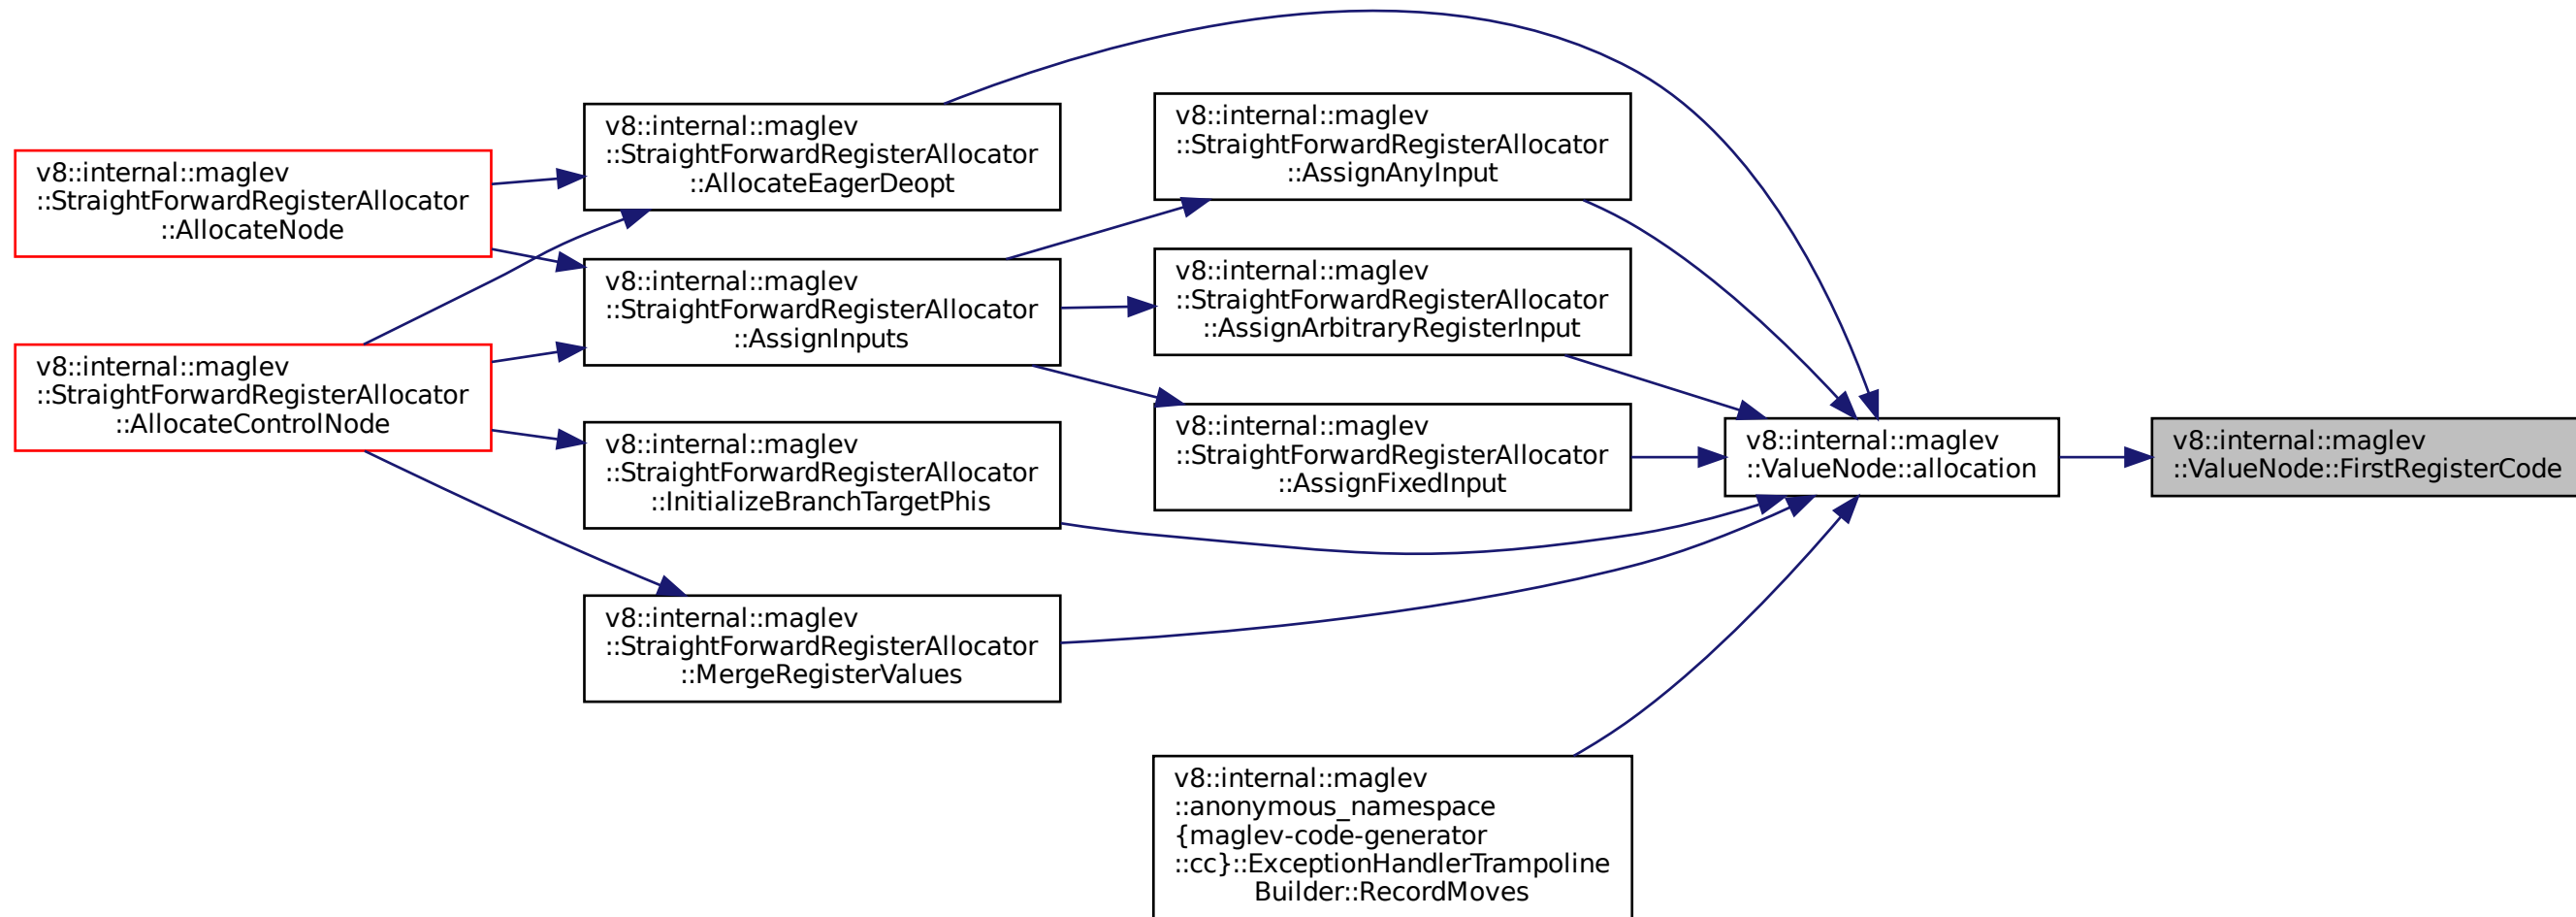 v8::internal::maglev
::StraightForwardRegisterAllocator
::AllocateNode
v8::internal::maglev
::StraightForwardRegisterAllocator
::AllocateControlNode
v8::internal::maglev
::StraightForwardRegisterAllocator
::AllocateEagerDeopt
v8::internal::maglev
::StraightForwardRegisterAllocator
::AssignInputs
v8::internal::maglev
::StraightForwardRegisterAllocator
::InitializeBranchTargetPhis
v8::internal::maglev
::StraightForwardRegisterAllocator
::MergeRegisterValues
v8::internal::maglev
::StraightForwardRegisterAllocator
::AssignAnyInput
v8::internal::maglev
::StraightForwardRegisterAllocator
::AssignArbitraryRegisterInput
v8::internal::maglev
::StraightForwardRegisterAllocator
::AssignFixedInput
v8::internal::maglev
::anonymous_namespace
{maglev-code-generator
::cc}::ExceptionHandlerTrampoline
Builder::RecordMoves
v8::internal::maglev
::ValueNode::allocation
v8::internal::maglev
::ValueNode::FirstRegisterCode